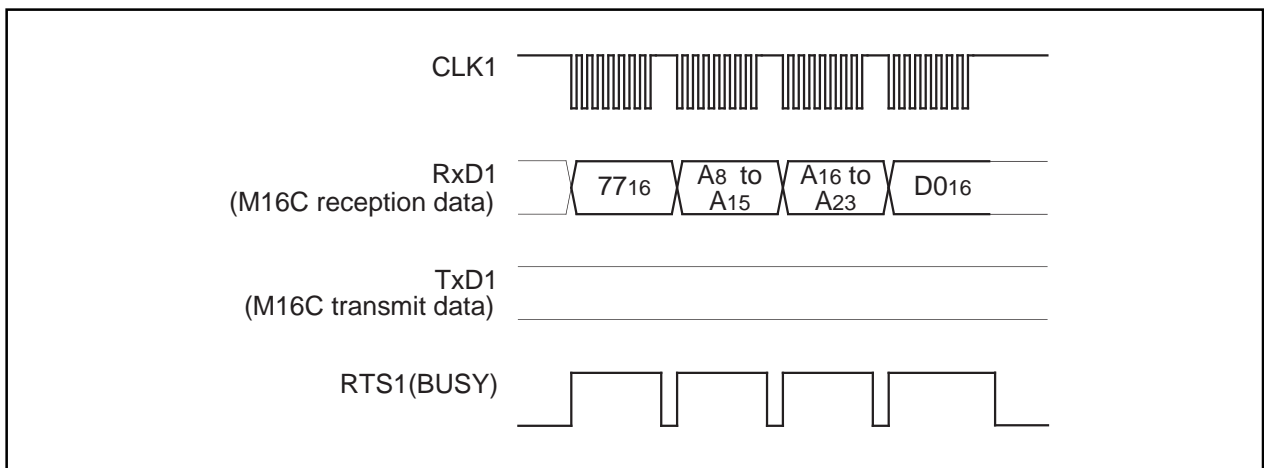 CLK1
RxD1
(M16C reception data)
7716
A8 to
A15
A16 to
A23
D016
TxD1
(M16C transmit data)
RTS1(BUSY)